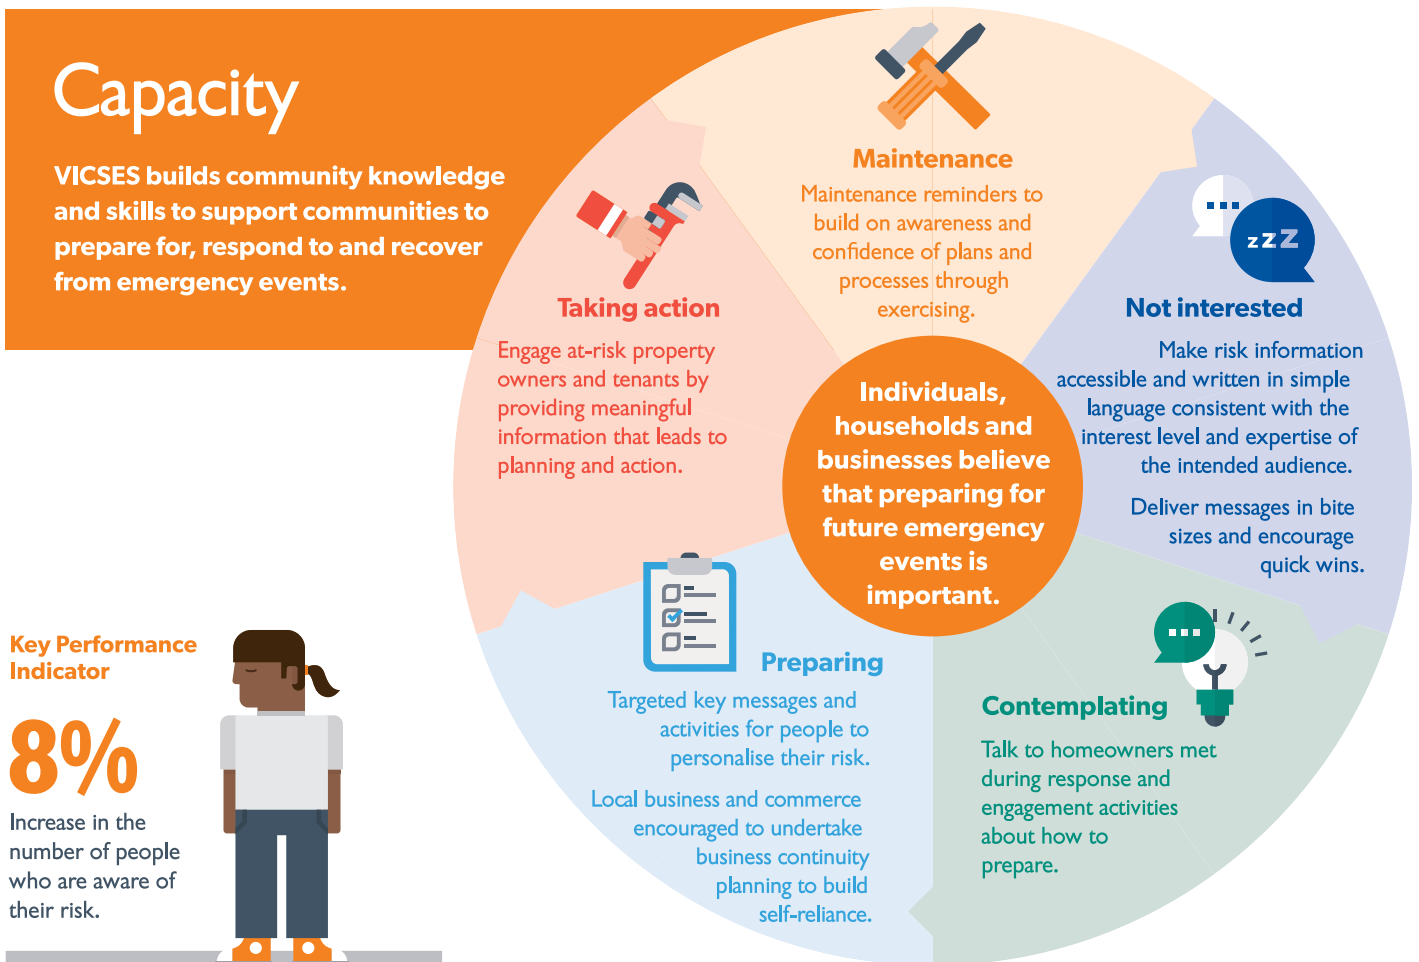 Capacity
VICSES builds community knowledge
and skills to support communities to
prepare for, respond to and recover
from emergency events.
Maintenance
Maintenance reminders to
build on awareness and
confidence of plans and
processes through
exercising.
zzZ
Not interested
Make risk information
accessible and written in simple
language consistent with the
interest level and expertise of
the intended audience.
Deliver messages in bite
sizes and encourage
quick wins.
Contemplating
Talk to homeowners met
during response and
engagement activities
about how to
prepare.
Preparing
Targeted key messages and
activities for people to
personalise their risk.
Local business and commerce
encouraged to undertake
business continuity
planning to build
self-reliance.
Taking action
Engage at-risk property
owners and tenants by
providing meaningful
information that leads to
planning and action.
Individuals,
households and
businesses believe
that preparing for
future emergency
events is
important.
Key Performance
Indicator
8%
Increase in the
number of people
who are aware of
their risk.